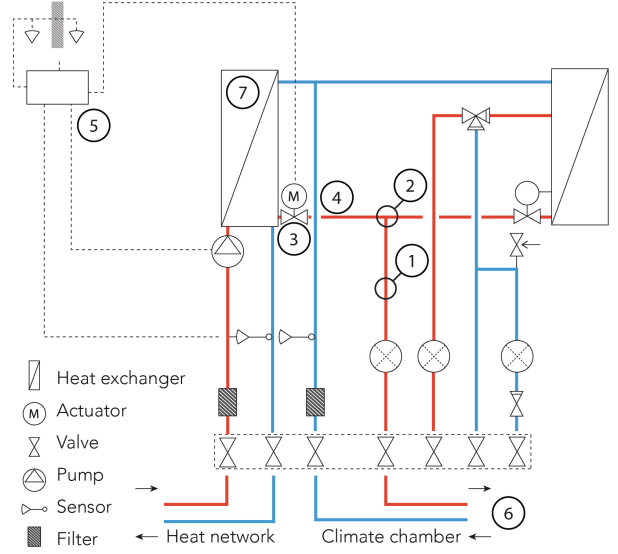 7
M
5
2
4
3
1
Heat exchanger
M Actuator
Valve
Pump
Sensor
Filter
Heat network
Climate chamber
6